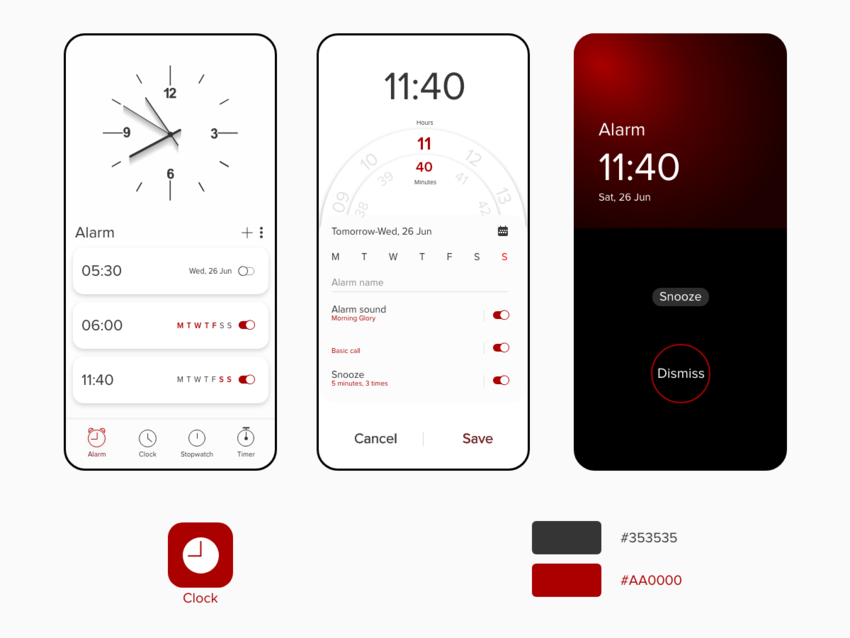 12
9
3
6
Alarm
05:30
Wed, 26 Jun
06:00
M T W T F S S
11:40
M T W T F S S
Alarm
Clock
Stopwatch
Timer
11:40
Hours
11
10
12
09
13
40
39
41
38
42
Minutes
Tomorrow-Wed, 26 Jun
M T W T F S S
Alarm name
Alarm sound
Morning Glory
Basic call
Snooze
5 minutes, 3 times
Cancel
Save
Alarm
11:40
Sat, 26 Jun
Snooze
Dismiss
Clock
#353535
#AA0000